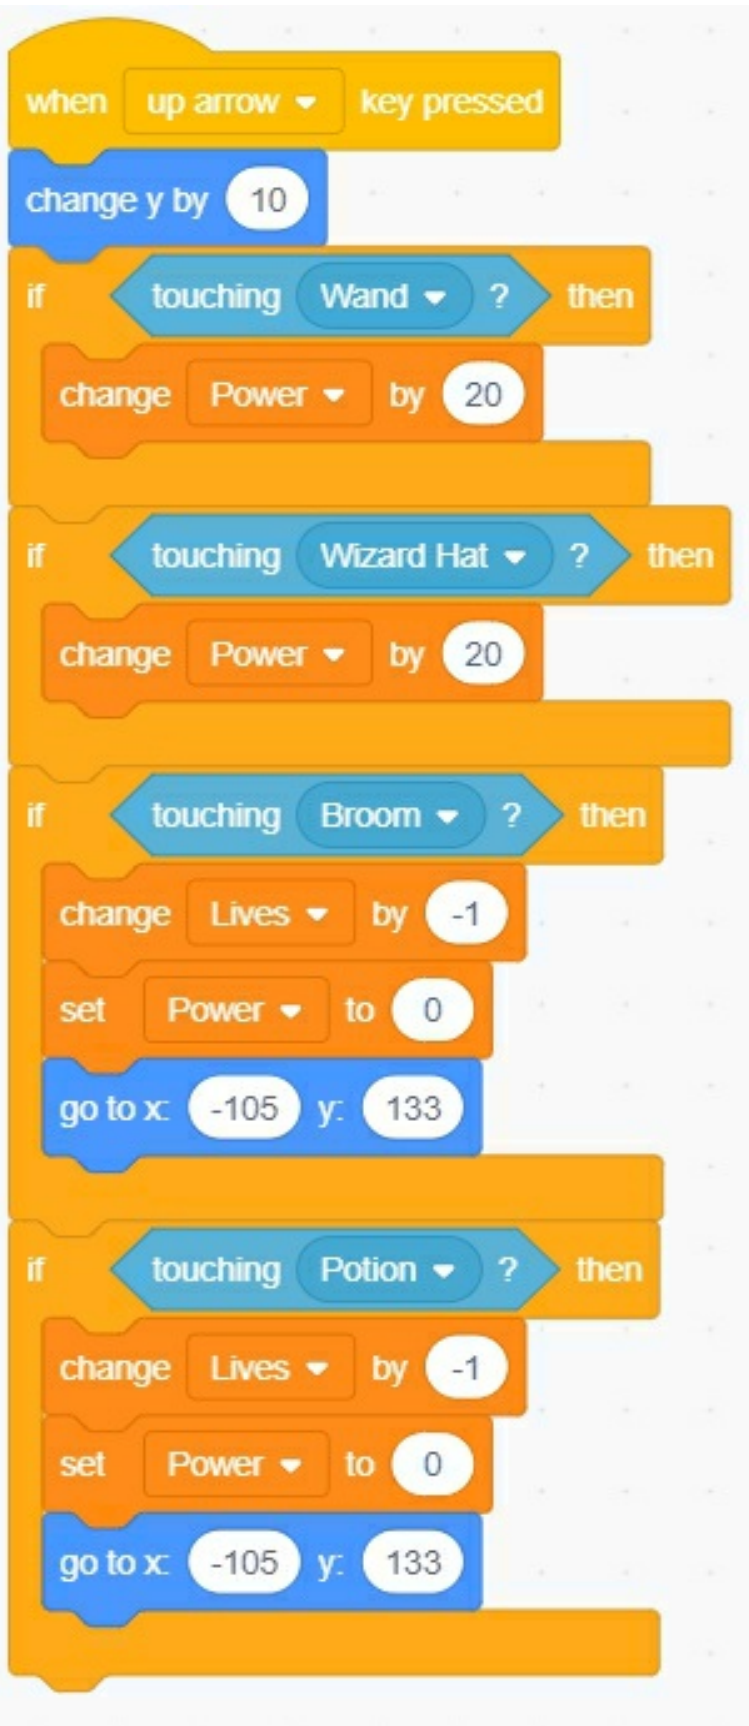 when up arrow key pressed
change y by 10
if touching Wand ? then
change Power by 20
if touching Wizard Hat ? then
change Power by 20
if touching Broom ? then
change Lives by -1
set Power to 0
go to x: -105 y: 133
if touching Potion ? then
change Lives by -1
set Power to 0
go to x: -105 y: 133